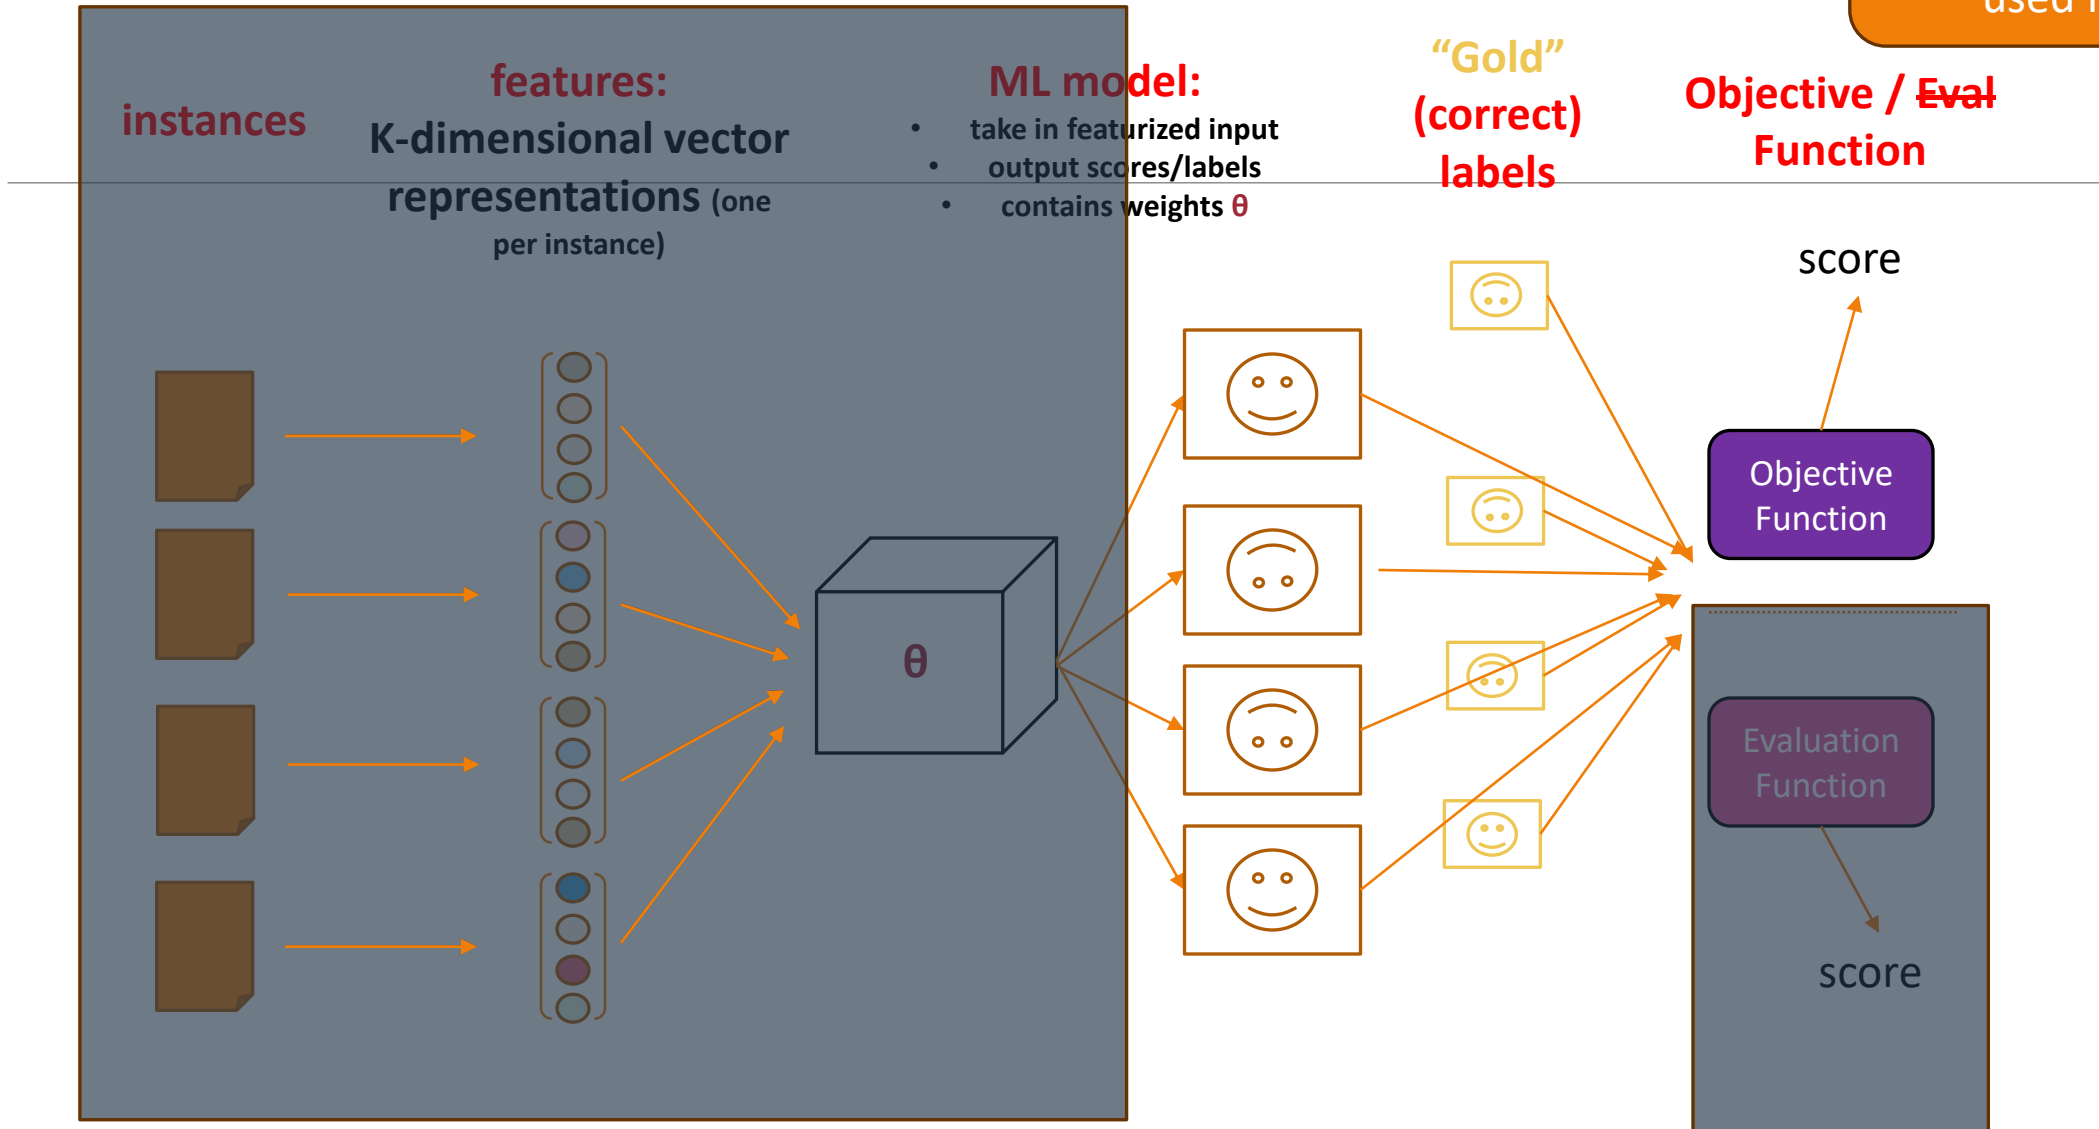 used
instances
features:
K-dimensional vector
representations (one
per instance)
ML model:
• take in featurized input
• output scores/labels
• contains weights θ
“Gold”
(correct)
labels
Objective / Eval
Function
score
Objective
Function
θ
Evaluation
Function
score